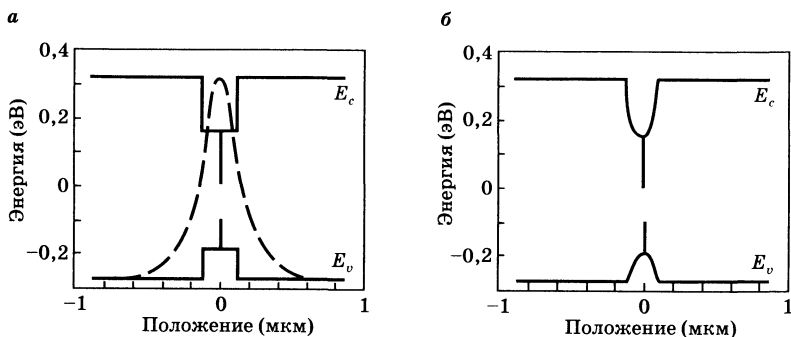 а
0,4
0,2
0
−0,2
Энергия (эВ)
E_c
E_v
−1
0
1
Положение (мкм)
б
0,4
0,2
0
−0,2
Энергия (эВ)
E_c
E_v
−1
0
1
Положение (мкм)